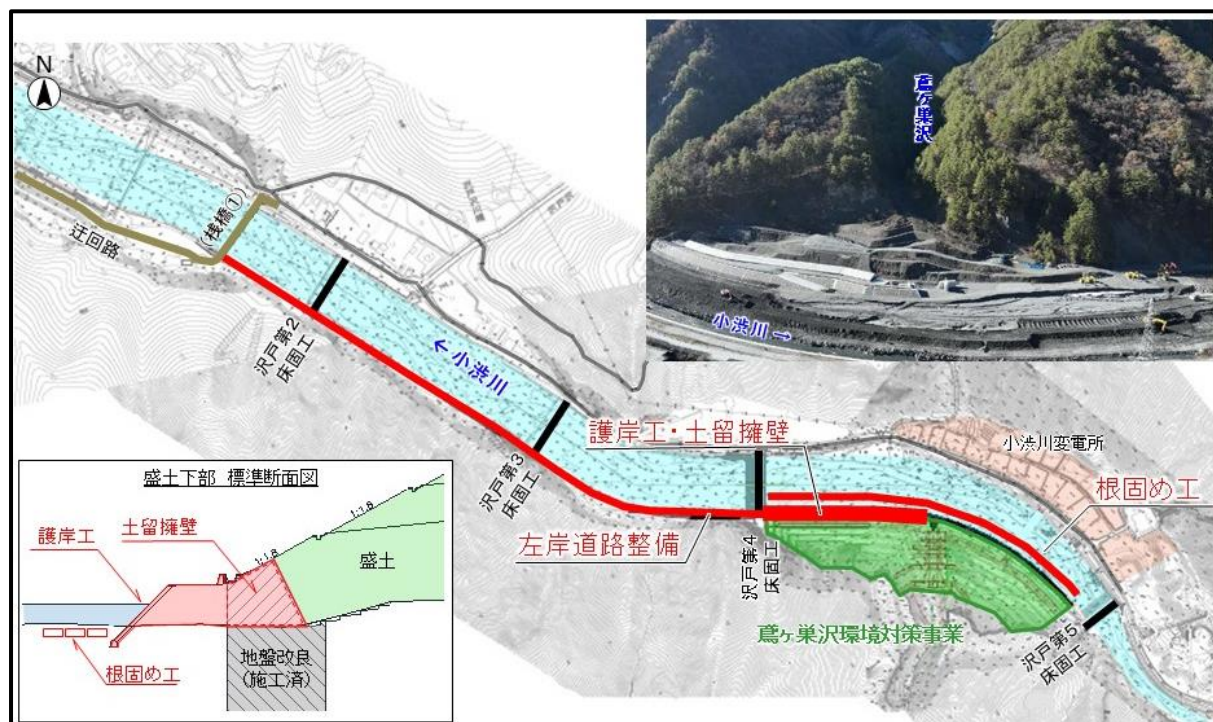 N
鳶ヶ巣沢
小渋川→
(桟橋①)
迂回路
沢戸第2
床固工
←小渋川
沢戸第3
床固工
護岸工・土留擁壁
小渋川変電所
根固め工
左岸道路整備
沢戸第4
床固工
鳶ヶ巣沢環境対策事業
沢戸第5
床固工
盛土下部 標準断面図
護岸工
土留擁壁
1:1.8
1:1.8
盛土
地盤改良
(施工済)
根固め工